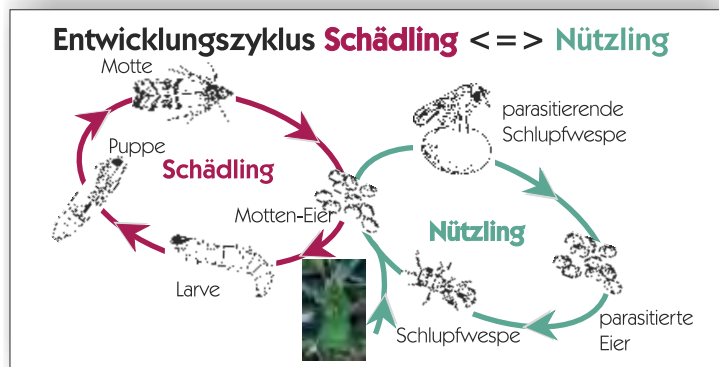 Entwicklungszyklus Schädling <=> Nützling
Motte
Puppe
Schädling
Motten-Eier
Larve
parasitierende
Schlupfwespe
Nützling
Schlupfwespe
parasitierte
Eier